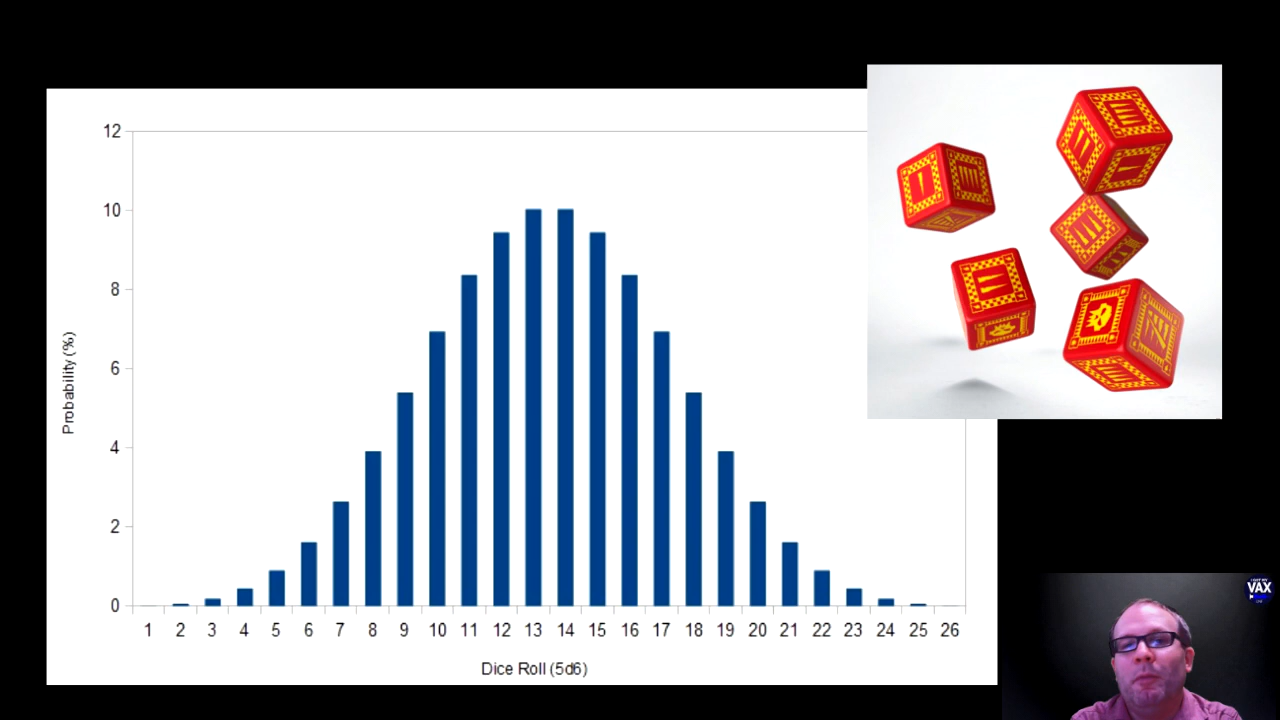 12
10
8
6
4
2
0
Probability (%)
1 2 3 4 5 6 7 8 9 10 11 12 13 14 15 16 17 18 19 20 21 22 23 24 25 26
Dice Roll (5d6)
VAX